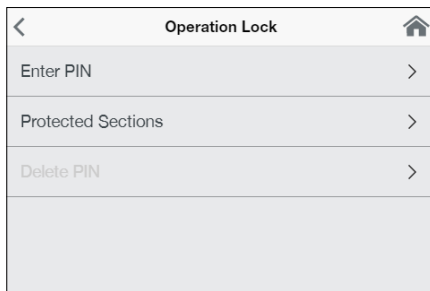 Operation Lock
Enter PIN
Protected Sections
Delete PIN